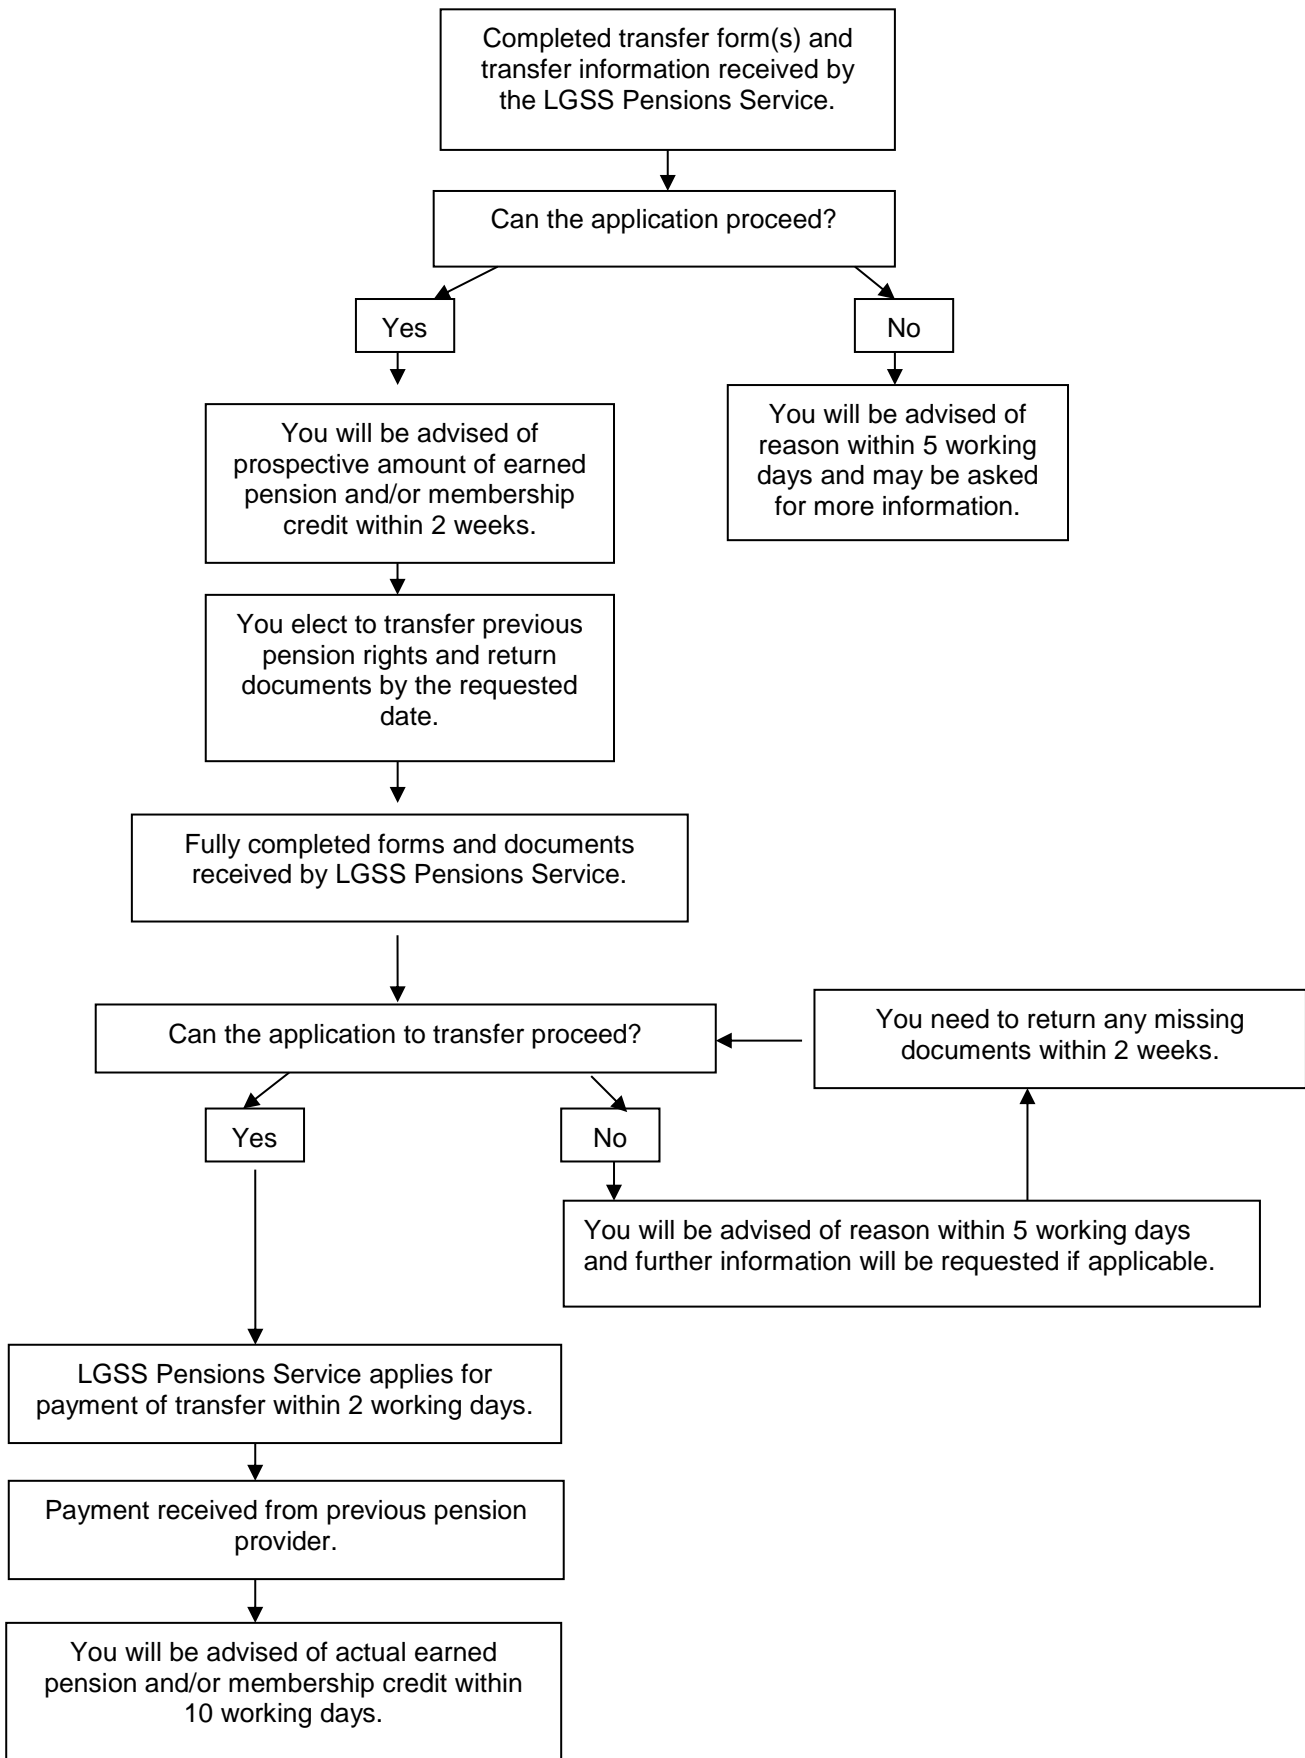 Completed transfer form(s) and
transfer information received by
the LGSS Pensions Service.
Can the application proceed?
Yes
No
You will be advised of
prospective amount of earned
pension and/or membership
credit within 2 weeks.
You will be advised of
reason within 5 working
days and may be asked
for more information.
You elect to transfer previous
pension rights and return
documents by the requested
date.
Fully completed forms and documents
received by LGSS Pensions Service.
Can the application to transfer proceed?
You need to return any missing
documents within 2 weeks.
Yes
No
You will be advised of reason within 5 working days
and further information will be requested if applicable.
LGSS Pensions Service applies for
payment of transfer within 2 working days.
Payment received from previous pension
provider.
You will be advised of actual earned
pension and/or membership credit within
10 working days.